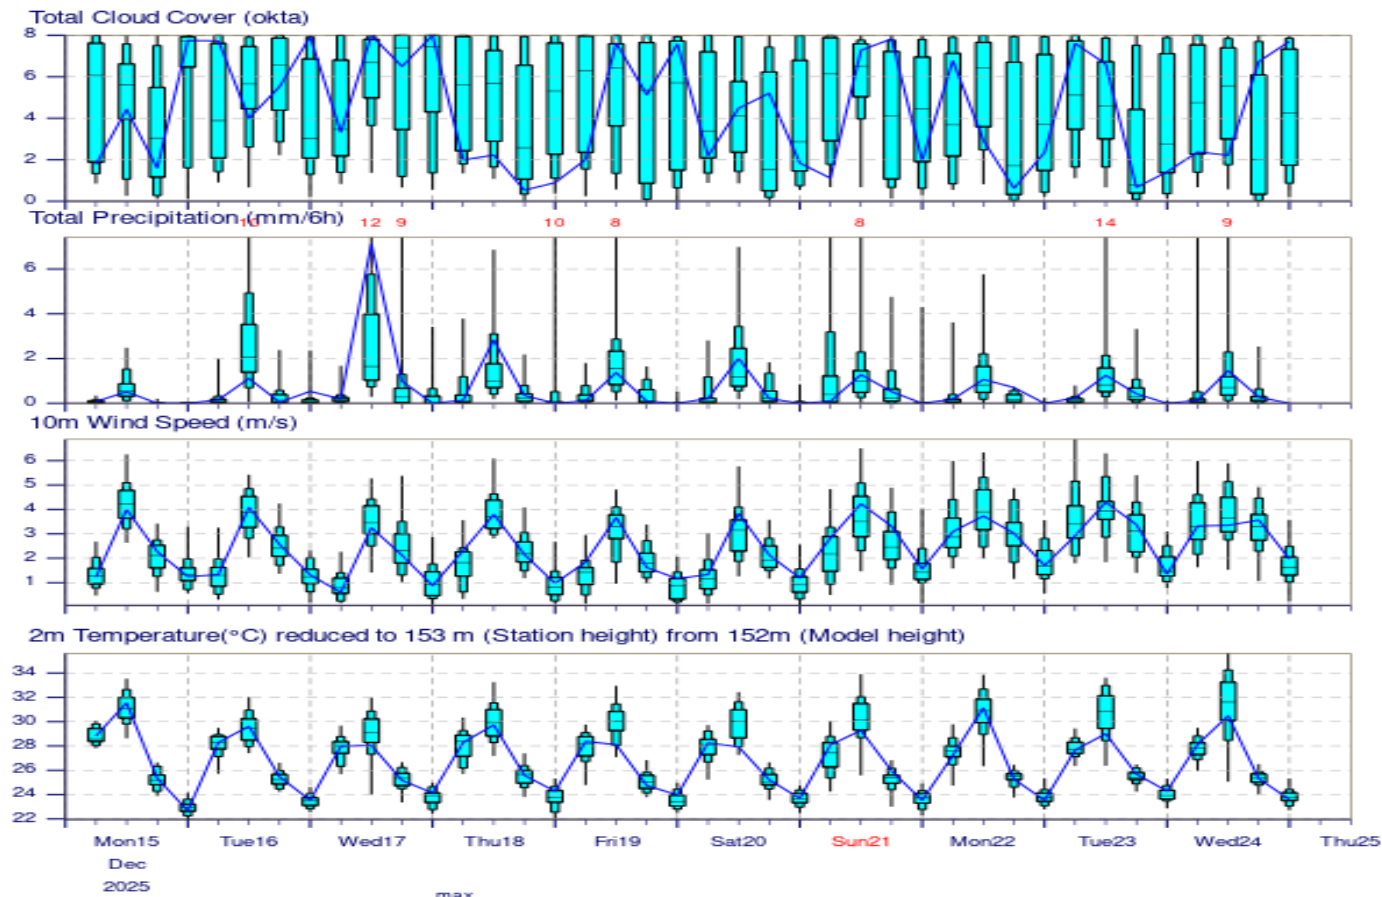 Total Cloud Cover (okta)
8
6
4
2
0
Total Precipitation (mm/6h)
12 9 10 8 8 14 9
6
4
2
0
10m Wind Speed (m/s)
6
5
4
3
2
1
2m Temperature(°C) reduced to 153 m (Station height) from 152m (Model height)
34
32
30
28
26
24
22
Mon15 Tue16 Wed17 Thu18 Fri19 Sat20 Sun21 Mon22 Tue23 Wed24 Thu25
Dec
2025
max